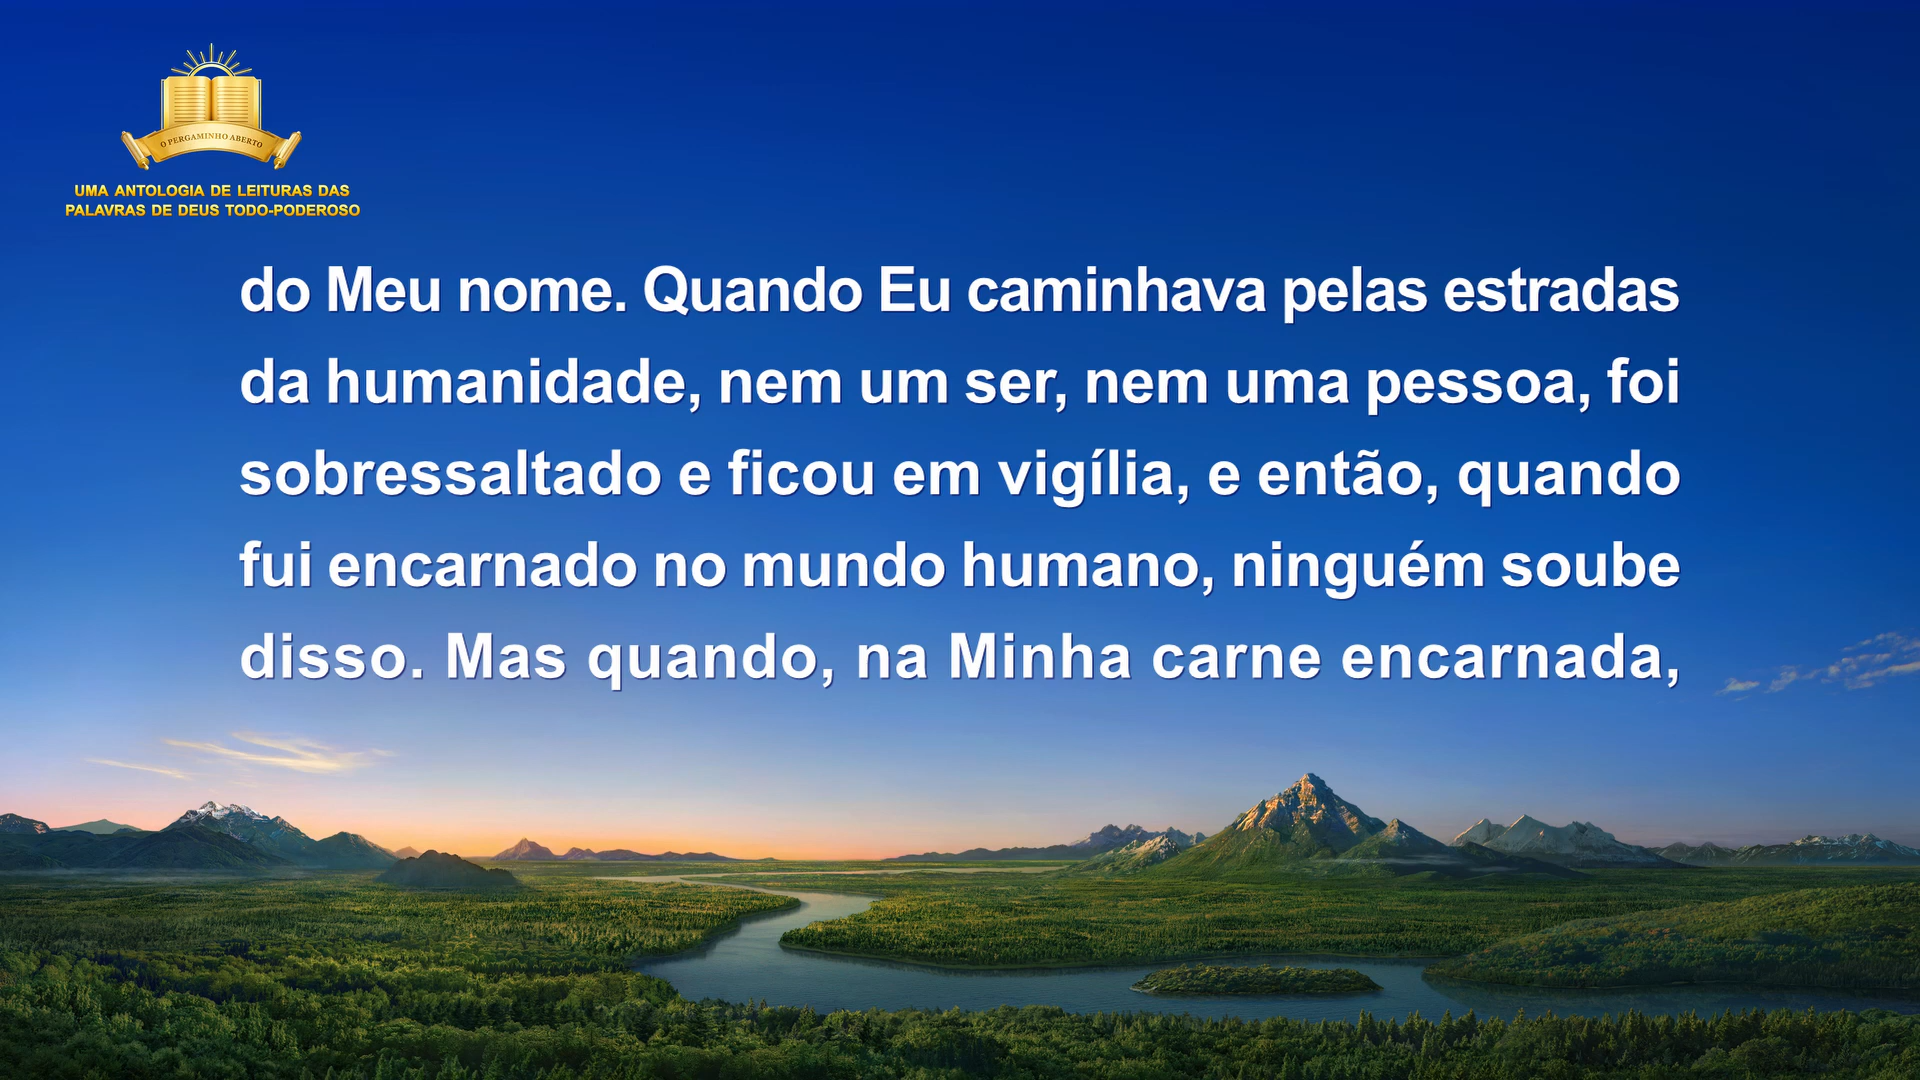 O PERGAMINHO ABERTO
UMA ANTOLOGIA DE LEITURAS DAS
PALAVRAS DE DEUS TODO-PODEROSO
do Meu nome. Quando Eu caminhava pelas estradas
da humanidade, nem um ser, nem uma pessoa, foi
sobressaltado e ficou em vigília, e então, quando
fui encarnado no mundo humano, ninguém soube
disso. Mas quando, na Minha carne encarnada,